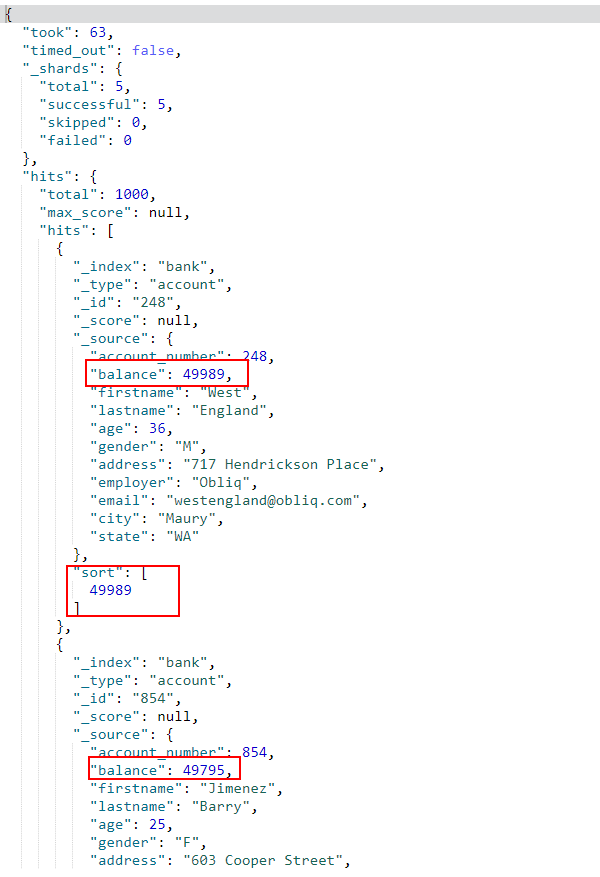 {
"took": 63,
"timed_out": false,
"_shards": {
"total": 5,
"successful": 5,
"skipped": 0,
"failed": 0
},
"hits": {
"total": 1000,
"max_score": null,
"hits": [
{
"_index": "bank",
"_type": "account",
"_id": "248",
"_score": null,
"_source": {
"account_number": 248,
"balance": 49989,
"firstname": "West",
"lastname": "England",
"age": 36,
"gender": "M",
"address": "717 Hendrickson Place",
"employer": "Obliq",
"email": "westengland@obliq.com",
"city": "Maury",
"state": "WA"
},
"sort": [
49989
]
},
{
"_index": "bank",
"_type": "account",
"_id": "854",
"_score": null,
"_source": {
"account_number": 854,
"balance": 49795,
"firstname": "Jimenez",
"lastname": "Barry",
"age": 25,
"gender": "F",
"address": "603 Cooper Street",